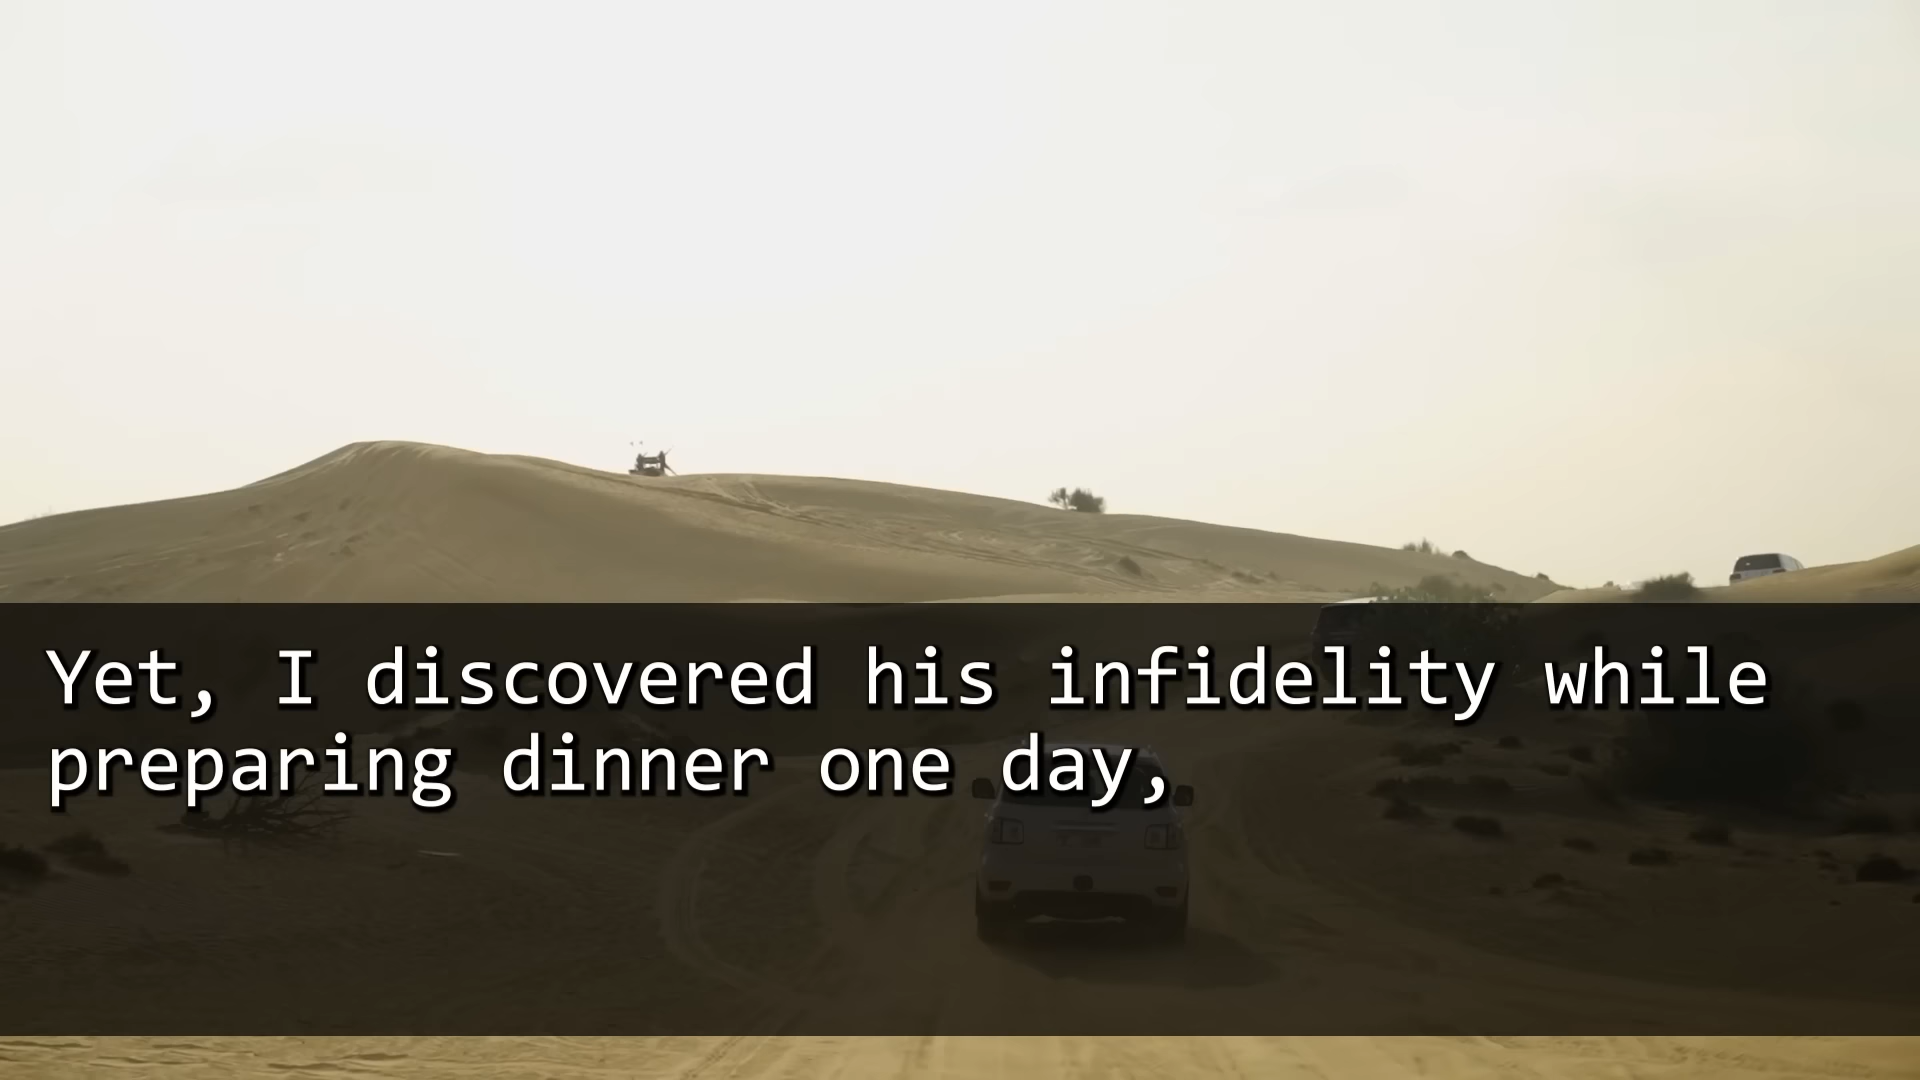 Yet, I discovered his infidelity while
preparing dinner one day,